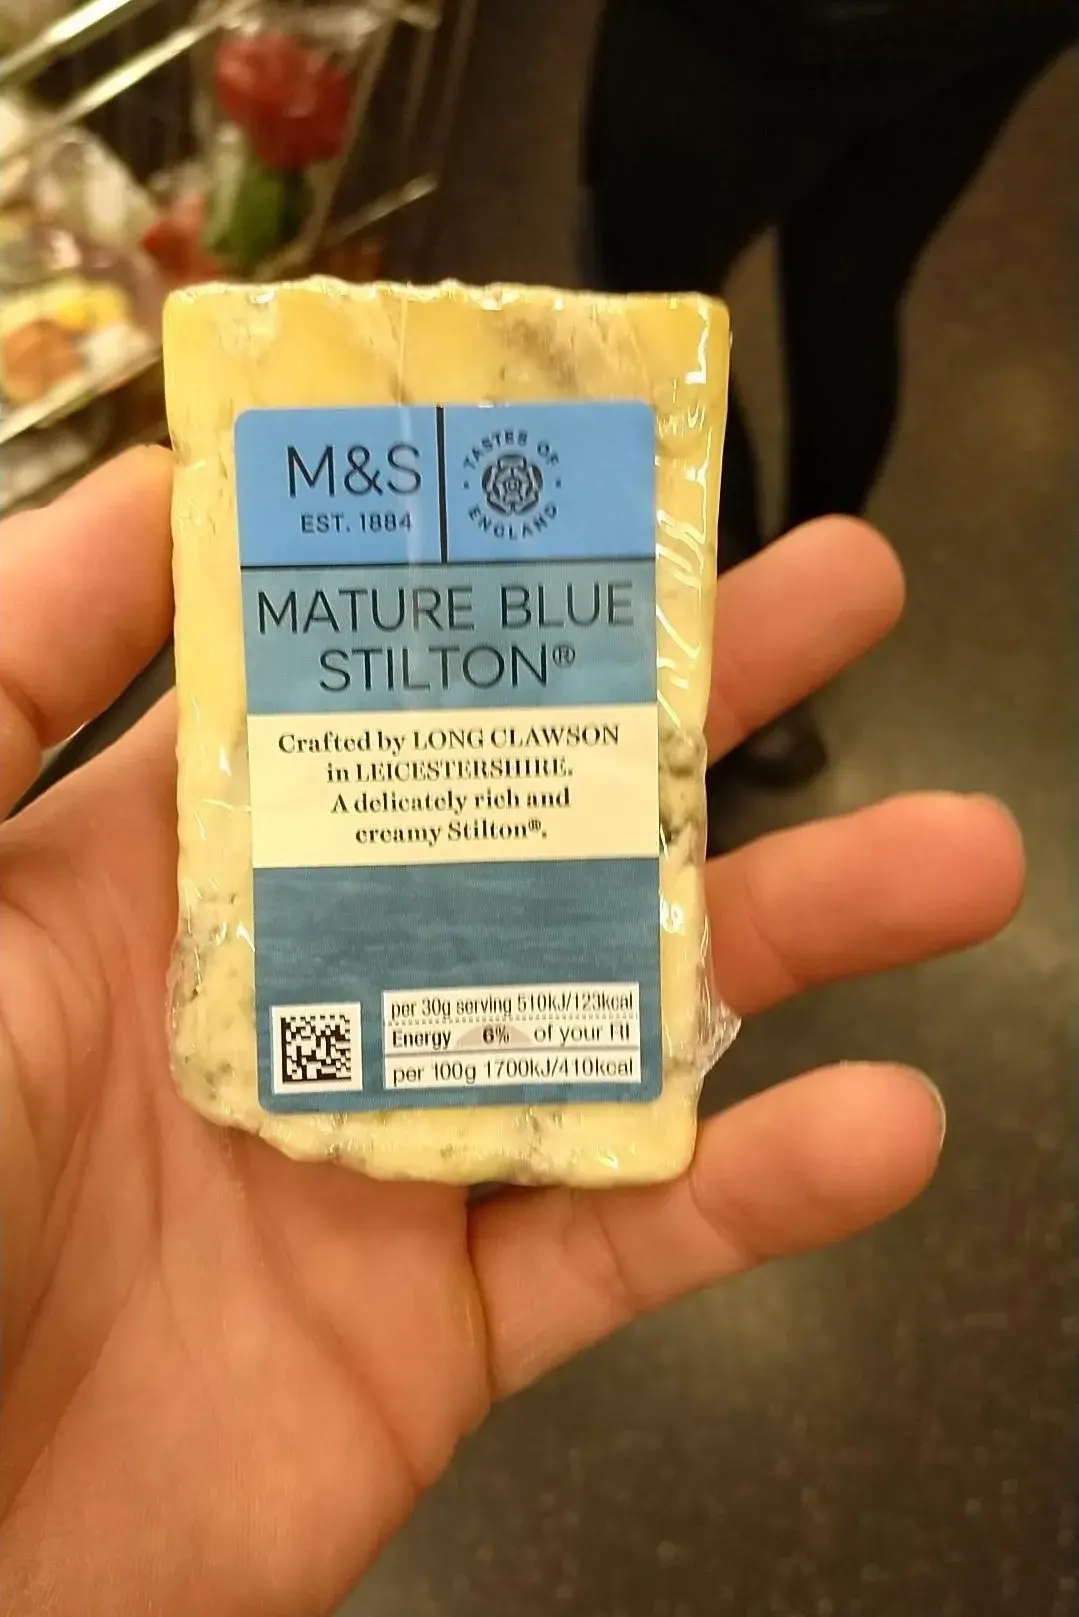 M&S
EST. 1884
TASTES OF
ENGLAND
MATURE BLUE
STILTON®
Crafted by LONG CLAWSON
in LEICESTERSHIRE.
A delicately rich and
creamy Stilton®.
per 30g serving 510kJ/123kcal
Energy 6% of your RI
per 100g 1700kJ/410kcal